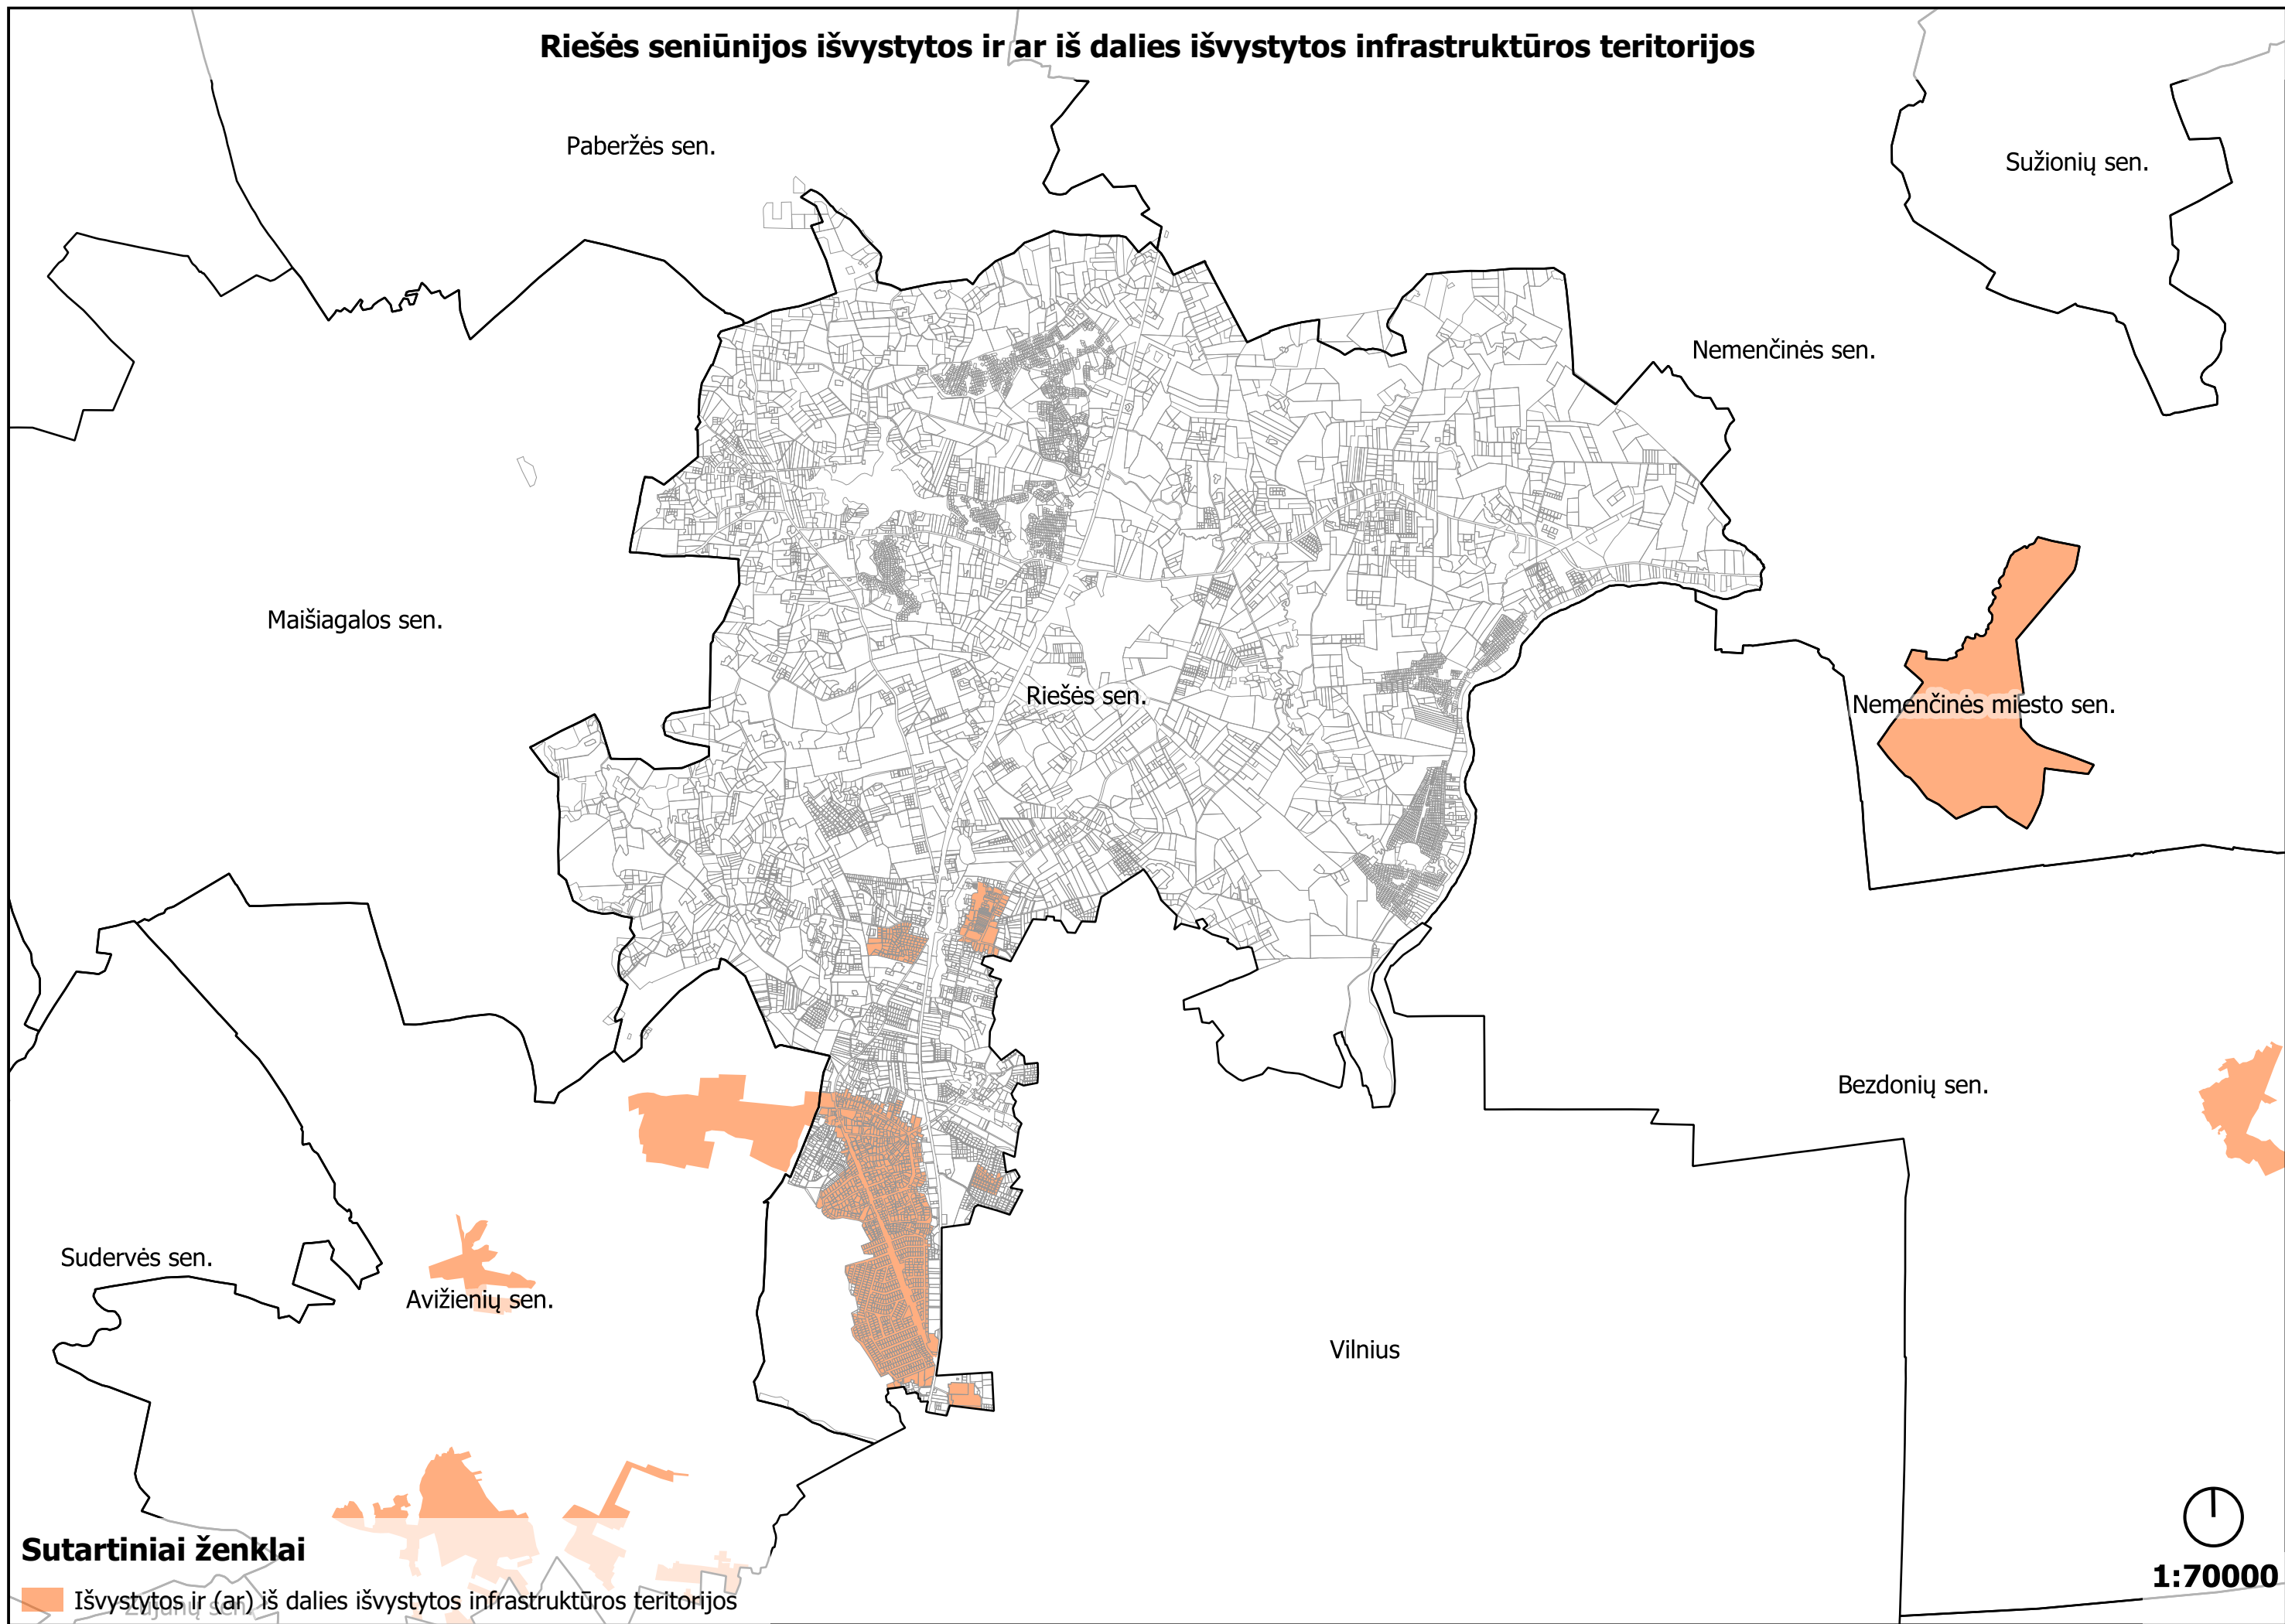 Riešės seniūnijos išvystytos ir ar iš dalies išvystytos infrastruktūros teritorijos
Paberžės sen.
Sužionių sen.
Nemenčinės sen.
Maišiagalos sen.
Riešės sen.
Nemenčinės miesto sen.
Bezdonių sen.
Sudervės sen.
Avižienių sen.
Vilnius
Sutartiniai ženklai
1:70000
Išvystytos ir (ar) iš dalies išvystytos infrastruktūros teritorijos
Zujūnų sen.